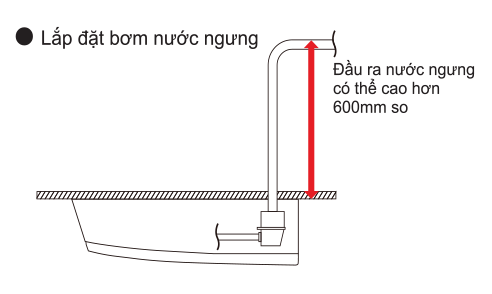 ● Lắp đặt bơm nước ngưng
Đầu ra nước ngưng
có thể cao hơn
600mm so